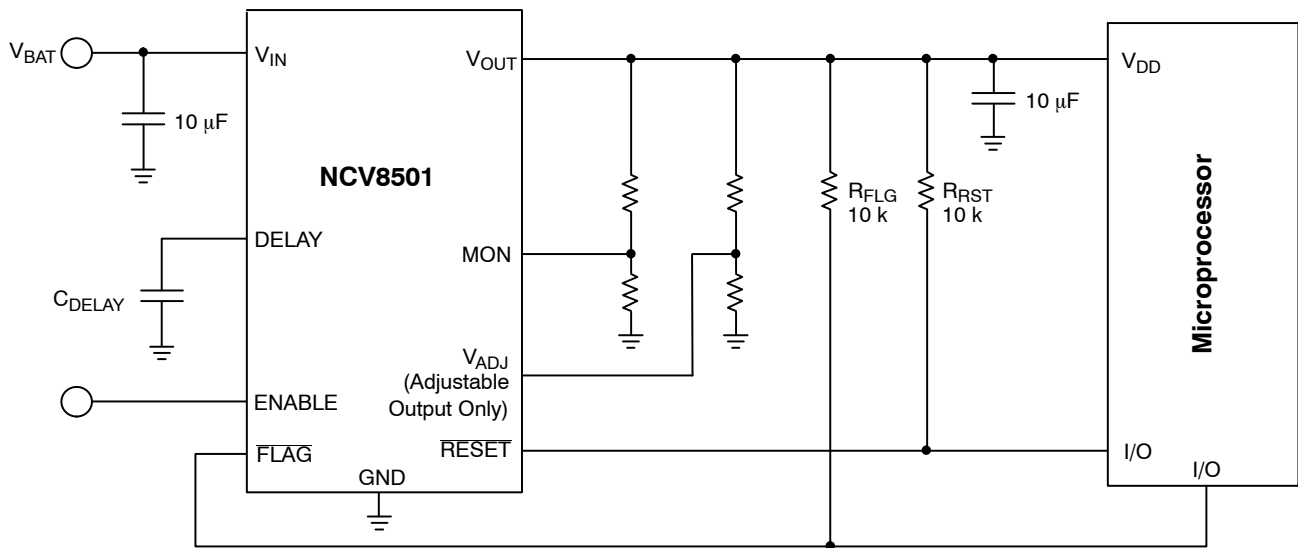 V_BAT
10 μF
V_IN
V_OUT
NCV8501
DELAY
C_DELAY
MON
V_ADJ
(Adjustable
Output Only)
ENABLE
FLAG
RESET
GND
R_FLG
10 k
R_RST
10 k
10 μF
V_DD
Microprocessor
I/O
I/O